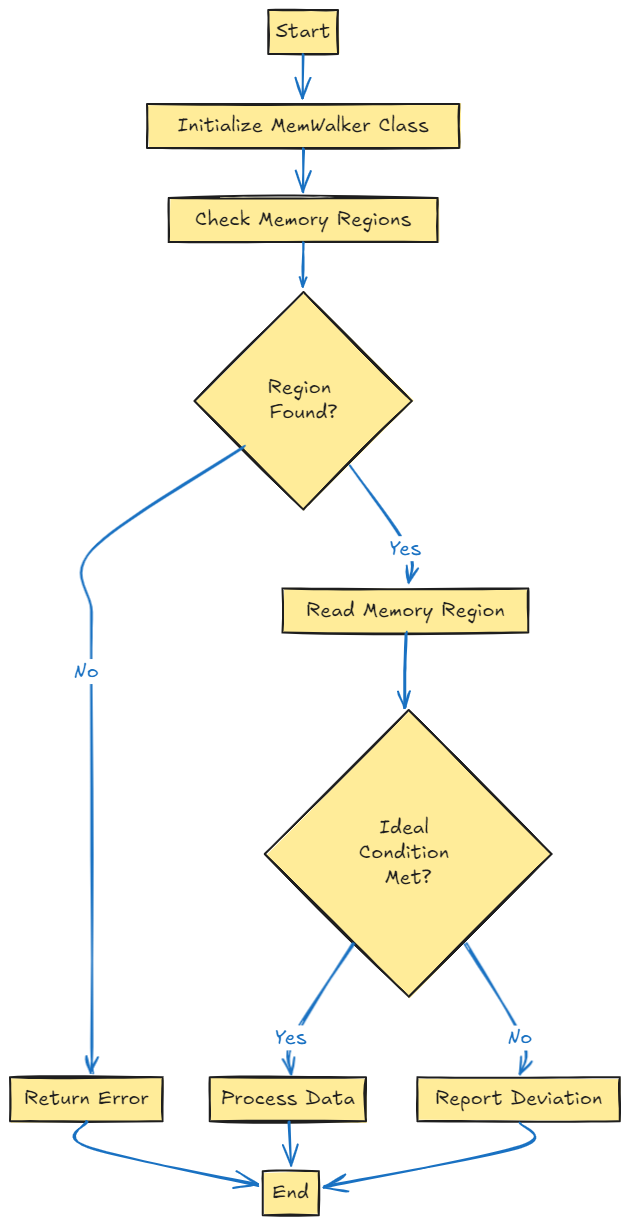 Start
Initialize MemWalker Class
Check Memory Regions
Region
Found?
Yes
Read Memory Region
No
Ideal
Condition
Met?
Yes
No
Return Error
Process Data
Report Deviation
End